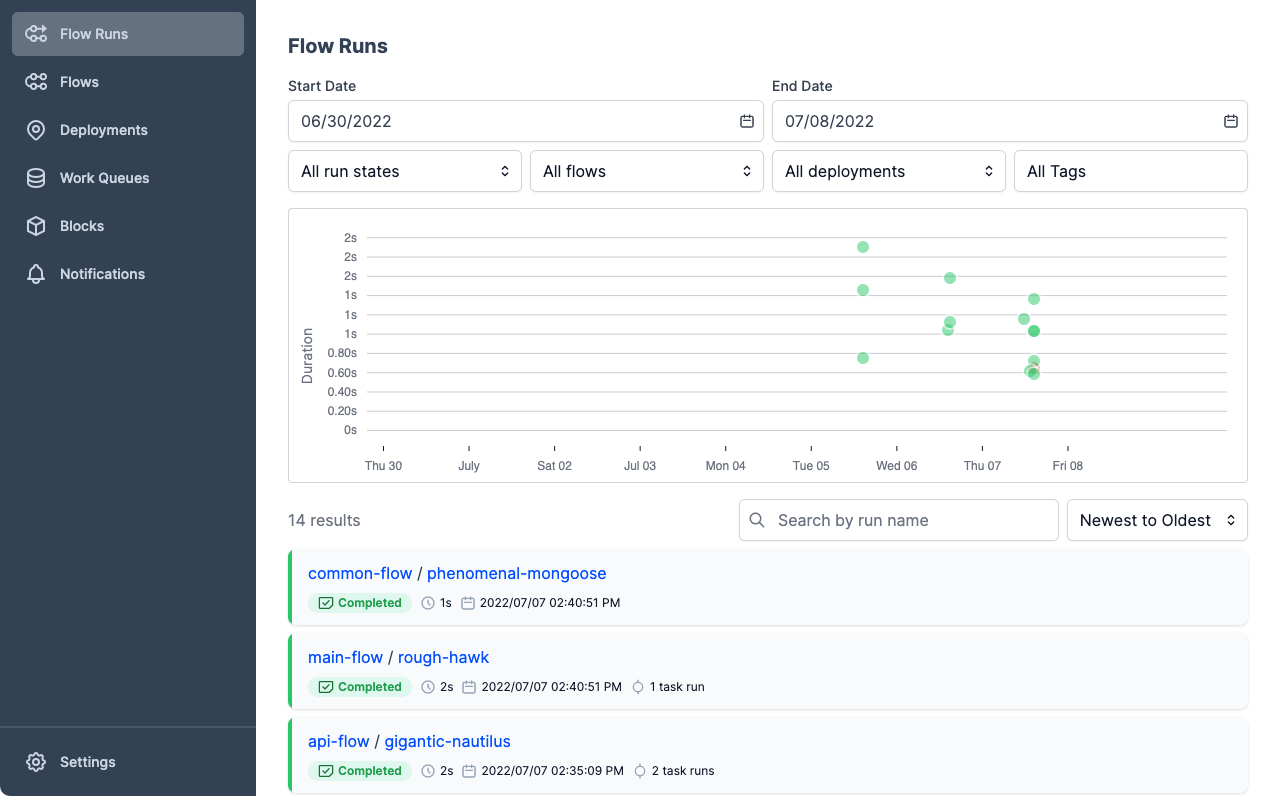 Flow Runs
Flows
Deployments
Work Queues
Blocks
Notifications
Settings
Flow Runs
Start Date
End Date
06/30/2022
07/08/2022
All run states
All flows
All deployments
All Tags
Duration
2s
2s
2s
1s
1s
1s
0.80s
0.60s
0.40s
0.20s
0s
Thu 30 July Sat 02 Jul 03 Mon 04 Tue 05 Wed 06 Thu 07 Fri 08
14 results
Search by run name
Newest to Oldest
common-flow / phenomenal-mongoose
Completed 1s 2022/07/07 02:40:51 PM
main-flow / rough-hawk
Completed 2s 2022/07/07 02:40:51 PM 1 task run
api-flow / gigantic-nautilus
Completed 2s 2022/07/07 02:35:09 PM 2 task runs